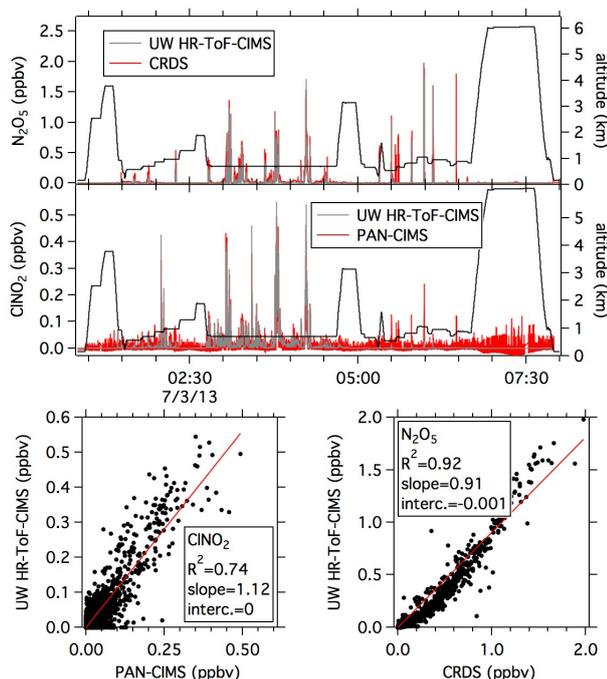 UW HR-ToF-CIMS
CRDS
N2O5 (ppbv)
2.5
2.0
1.5
1.0
0.5
0.0
altitude (km)
6
5
4
3
2
1
0
UW HR-ToF-CIMS
PAN-CIMS
ClNO2 (ppbv)
0.5
0.4
0.3
0.2
0.1
0.0
altitude (km)
5
4
3
2
1
0
02:30
05:00
07:30
7/3/13
UW HR-ToF-CIMS (ppbv)
0.6
0.5
0.4
0.3
0.2
0.1
0.0
ClNO2
R2=0.74
slope=1.12
interc.=0
0.00
0.25
0.50
PAN-CIMS (ppbv)
UW HR-ToF-CIMS (ppbv)
2.0
1.5
1.0
0.5
0.0
N2O5
R2=0.92
slope=0.91
interc.=-0.001
0.0
1.0
2.0
CRDS (ppbv)